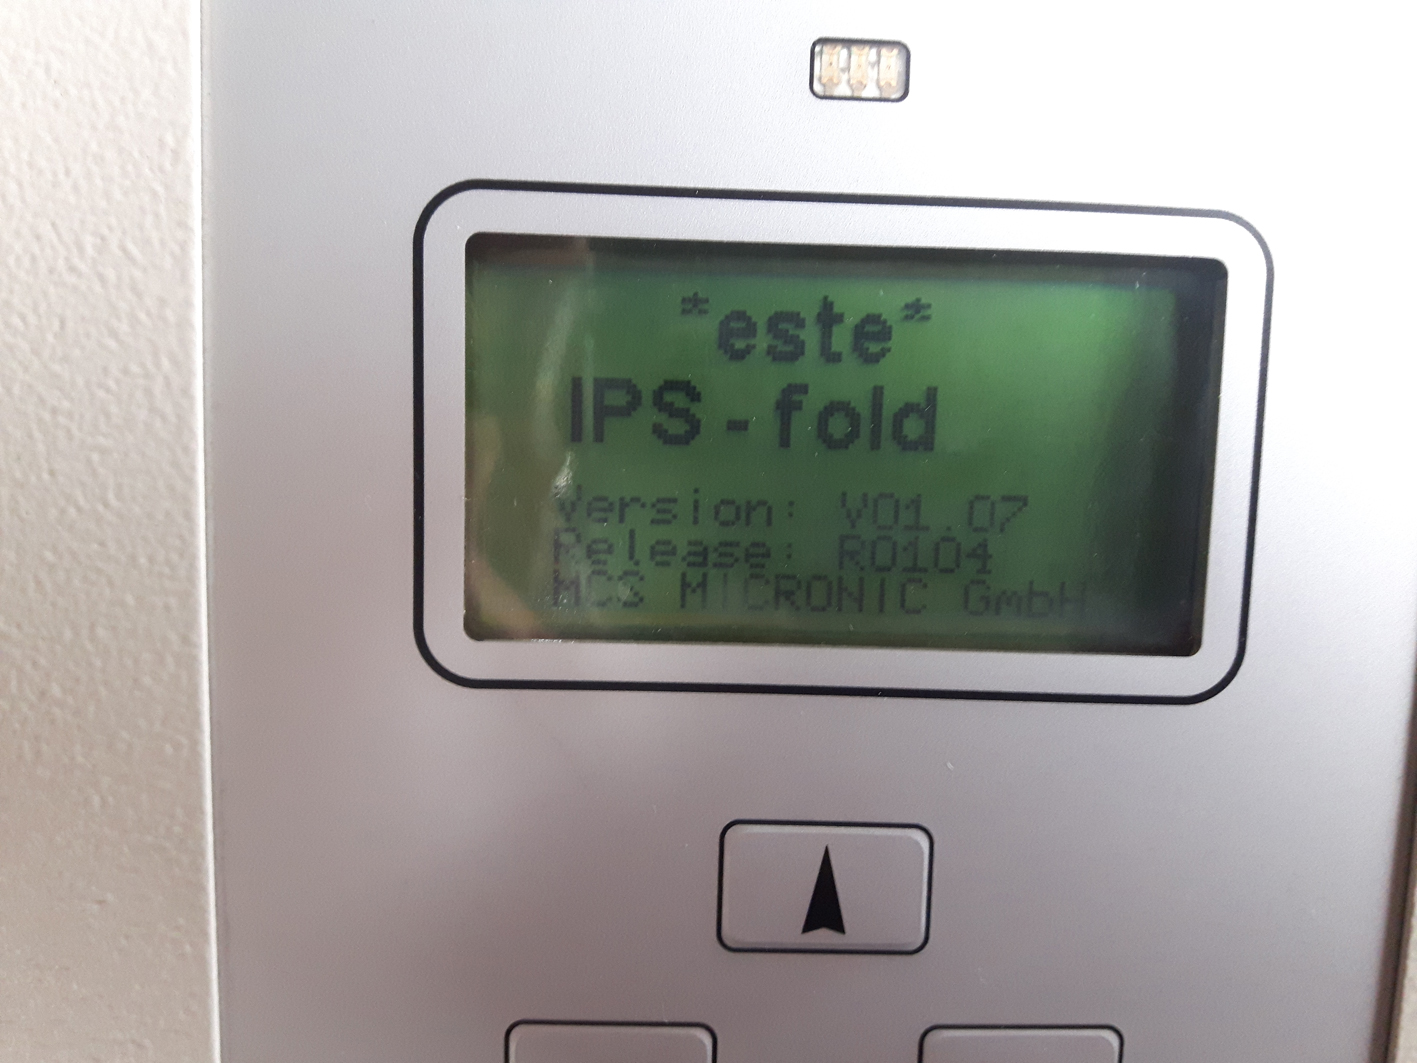 *este*
IPS-fold
Version: V01.07
Release: R0104
MCS MICRONIC GmbH